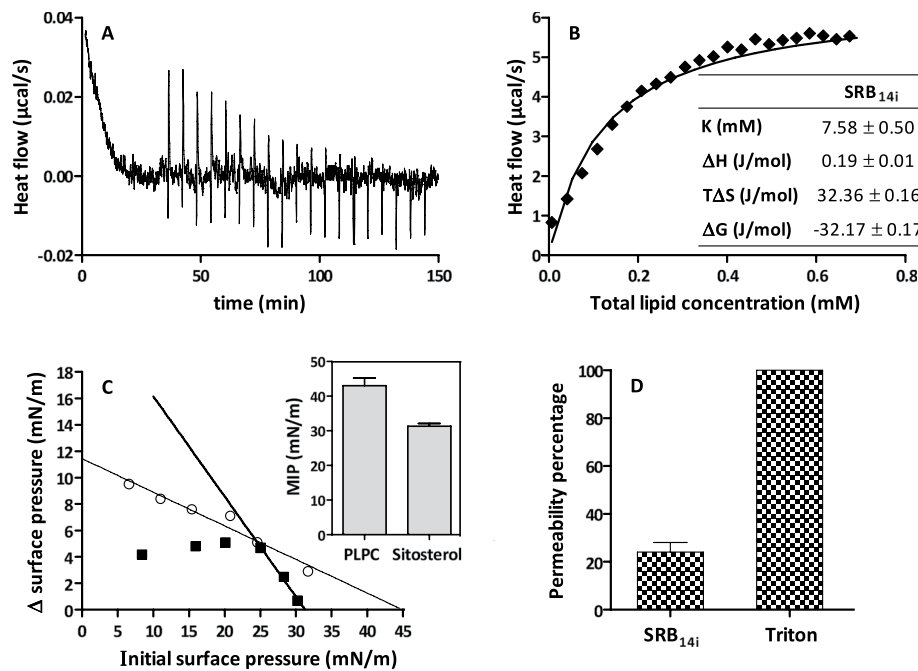 A
Heat flow (µcal/s)
0.04
0.02
0.00
-0.02
0
50
100
150
time (min)
B
Heat flow (µcal/s)
8
6
5
4
3
2
1
0
0.0
0.2
0.4
0.6
0.8
Total lipid concentration (mM)
SRB14i
K (mM) 7.58 ± 0.50
ΔH (J/mol) 0.19 ± 0.01
TΔS (J/mol) 32.36 ± 0.16
ΔG (J/mol) -32.17 ± 0.17
C
Δ surface pressure (mN/m)
18
16
14
12
10
8
6
4
2
0
0 5 10 15 20 25 30 35 40 45
Initial surface pressure (mN/m)
MIP (mN/m)
50
40
30
40
0
PLPC Sitosterol
D
Permeability percentage
100
80
60
40
20
0
SRB14i Triton